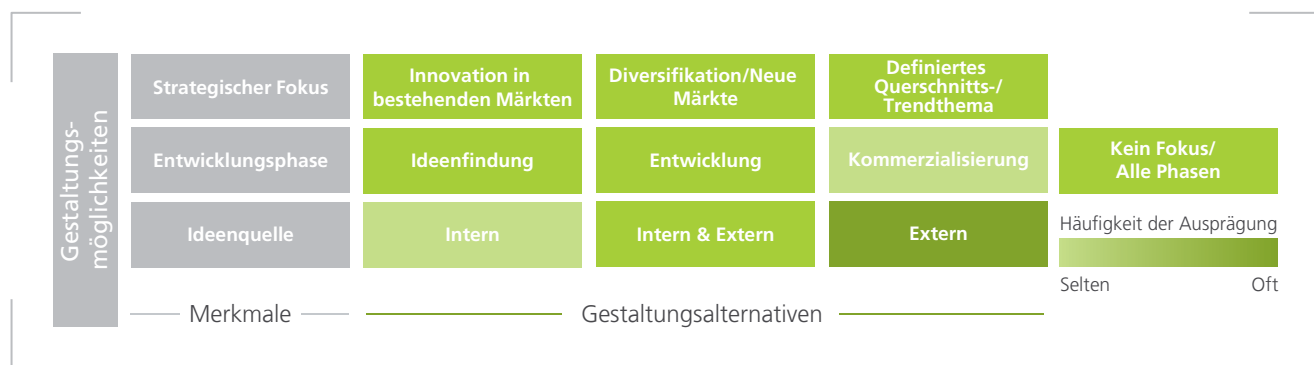 Gestaltungs-
möglichkeiten
Strategischer Fokus
Innovation in
bestehenden Märkten
Diversifikation/Neue
Märkte
Definiertes
Querschnitts-/
Trendthema
Entwicklungsphase
Ideenfindung
Entwicklung
Kommerzialisierung
Kein Fokus/
Alle Phasen
Ideenquelle
Intern
Intern & Extern
Extern
Häufigkeit der Ausprägung
Selten
Oft
Merkmale
Gestaltungsalternativen